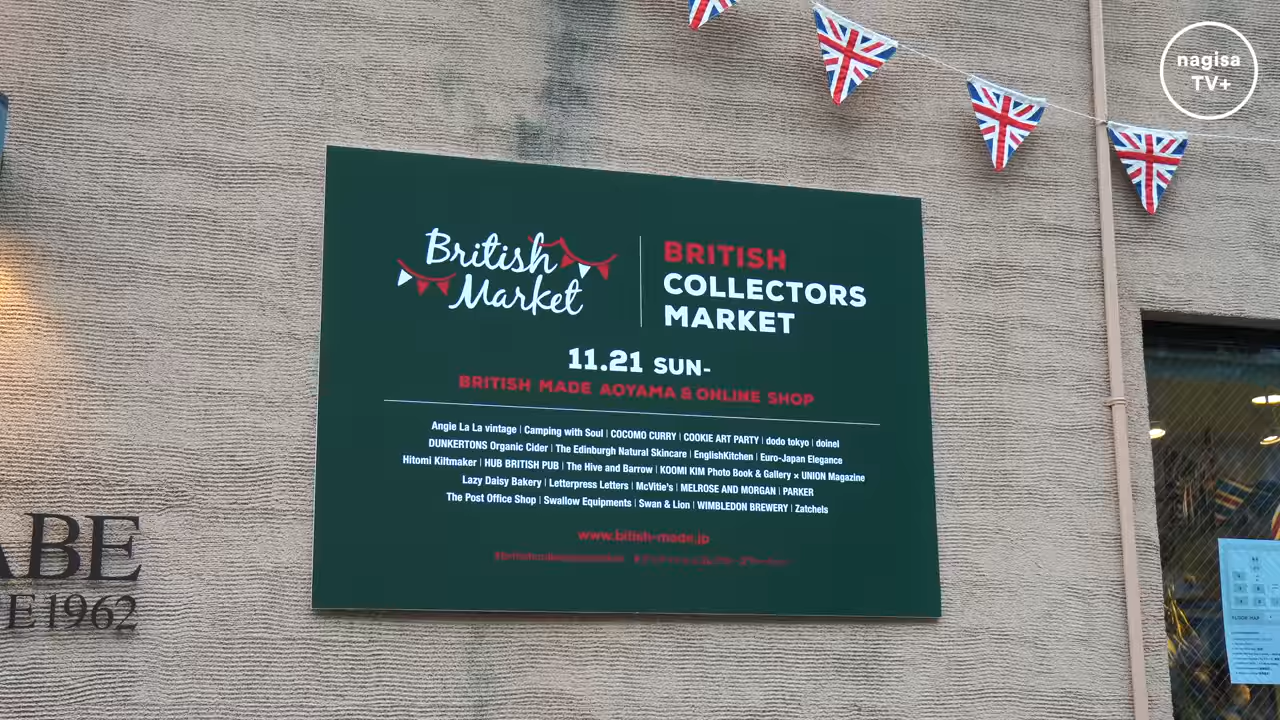 nagisa
TV+
British
Market
BRITISH
COLLECTORS
MARKET
11.21 SUN-
BRITISH MADE AOYAMA & ONLINE SHOP
Angie La La vintage | Camping with Soul | COCOMO CURRY | COOKIE ART PARTY | dodo tokyo | doinel
DUNKERTONS Organic Cider | The Edinburgh Natural Skincare | EnglishKitchen | Euro-Japan Elegance
Hitomi Kiltmaker | HUB BRITISH PUB | The Hive and Barrow | KOOMI KIM Photo Book & Gallery × UNION Magazine
Lazy Daisy Bakery | Letterpress Letters | McVitie's | MELROSE AND MORGAN | PARKER
The Post Office Shop | Swallow Equipments | Swan & Lion | WIMBLEDON BREWERY | Zatchels
www.bitish-made.jp
ABE
E 1962
FLOOR MAP